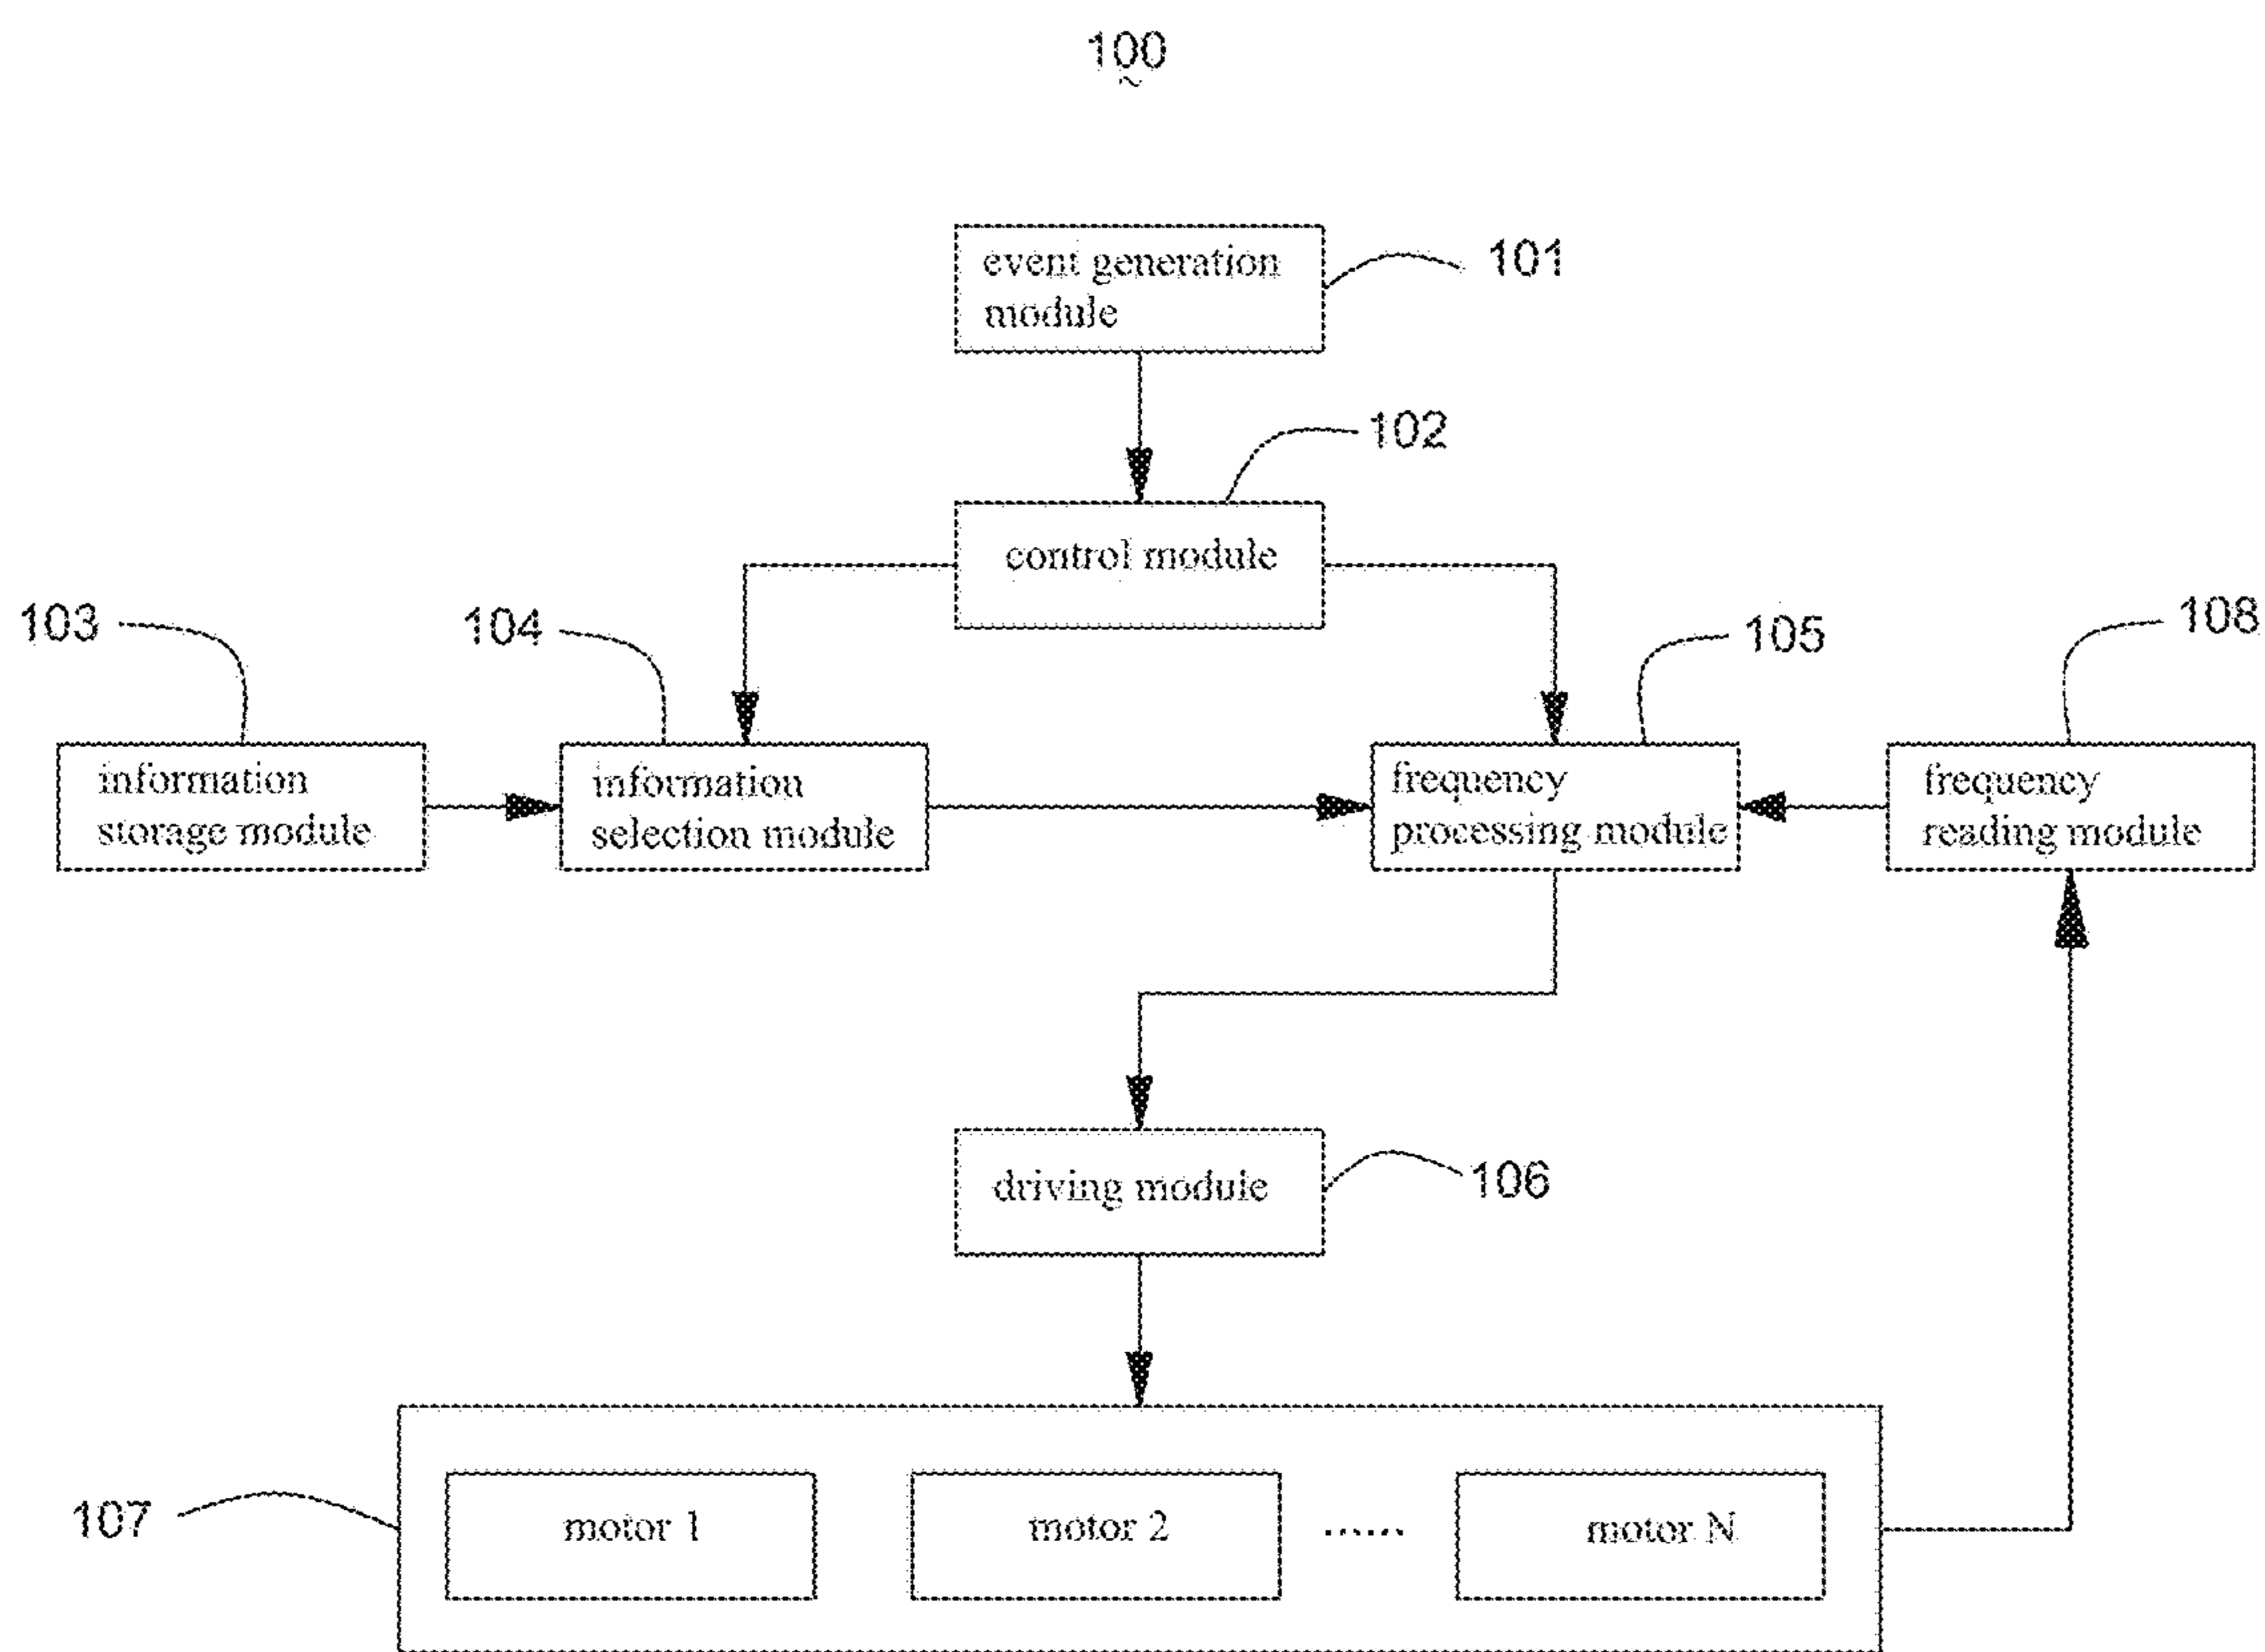 100
event generation
module
101
102
control module
103
104
105
108
information
storage module
information
selection module
frequency
processing module
frequency
reading module
driving module
106
107
motor 1
motor 2
......
motor N